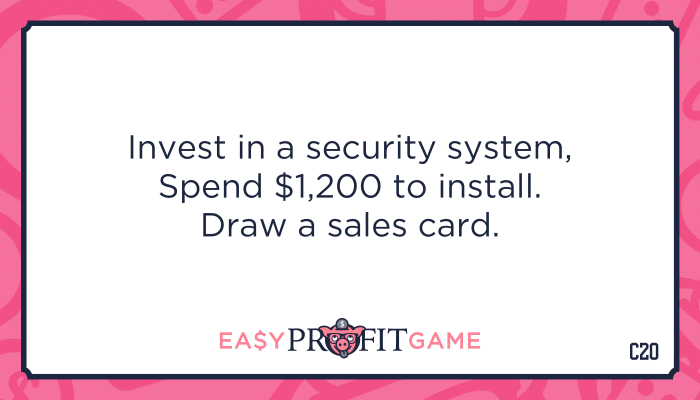 Invest in a security system,
Spend $1,200 to install.
Draw a sales card.
EA$Y PROFIT GAME
C20